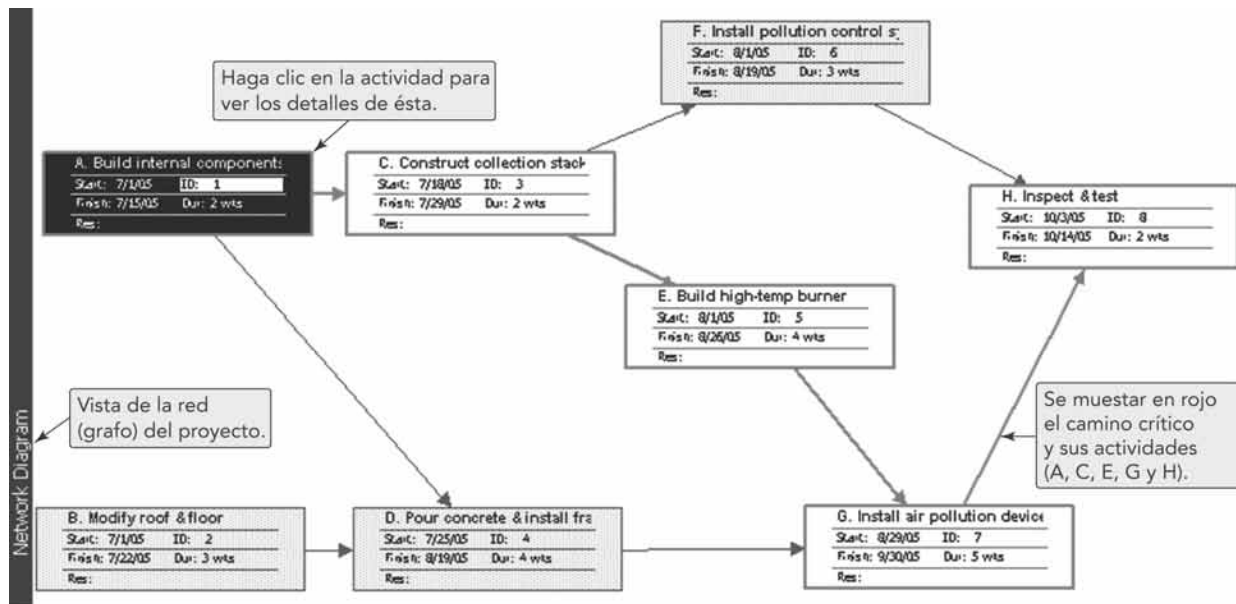 F. Install pollution control s
Start: 8/1/05 ID: 6
Finish: 8/19/05 Dur: 3 wks
Res:
Haga clic en la actividad para
ver los detalles de ésta.
A. Build internal components
Start: 7/1/05 ID: 1
Finish: 7/15/05 Dur: 2 wks
Res:
C. Construct collection stack
Start: 7/18/05 ID: 3
Finish: 7/29/05 Dur: 2 wks
Res:
H. Inspect & test
Start: 10/3/05 ID: 8
Finish: 10/14/05 Dur: 2 wks
Res:
E. Build high-temp burner
Start: 8/1/05 ID: 5
Finish: 8/26/05 Dur: 4 wks
Res:
Network Diagram
Vista de la red
(grafo) del proyecto.
Se muestar en rojo
el camino crítico
y sus actividades
(A, C, E, G y H).
B. Modify roof & floor
Start: 7/1/05 ID: 2
Finish: 7/22/05 Dur: 3 wks
Res:
D. Pour concrete & install fra
Start: 7/25/05 ID: 4
Finish: 8/19/05 Dur: 4 wks
Res:
G. Install air pollution device
Start: 8/29/05 ID: 7
Finish: 9/30/05 Dur: 5 wks
Res: